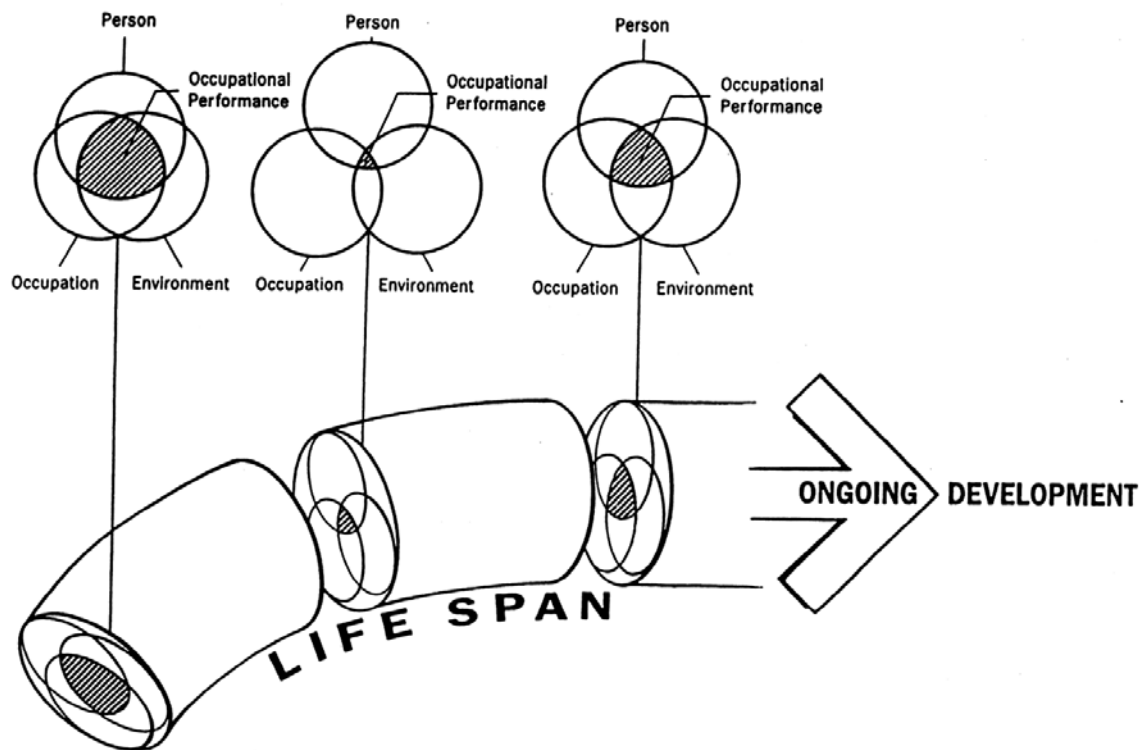 Person
Occupational
Performance
Occupation
Environment
Person
Occupational
Performance
Occupation
Environment
Person
Occupational
Performance
Occupation
Environment
LIFE SPAN
ONGOING DEVELOPMENT